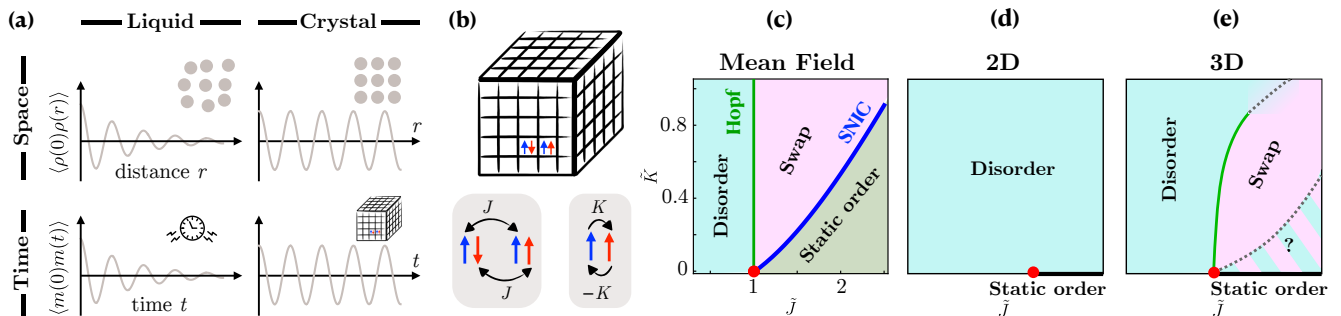 (a)
Liquid
Crystal
Space
⟨ρ(0)ρ(r)⟩
distance r
r
Time
⟨m(0)m(t)⟩
time t
t
(b)
J
J
K
−K
(c)
Mean Field
Hopf
SNIC
Disorder
Swap
Static order
K̃
0.8
0.4
0
1
2
J̃
(d)
2D
Disorder
Static order
J̃
(e)
3D
Disorder
Swap
?
Static order
J̃